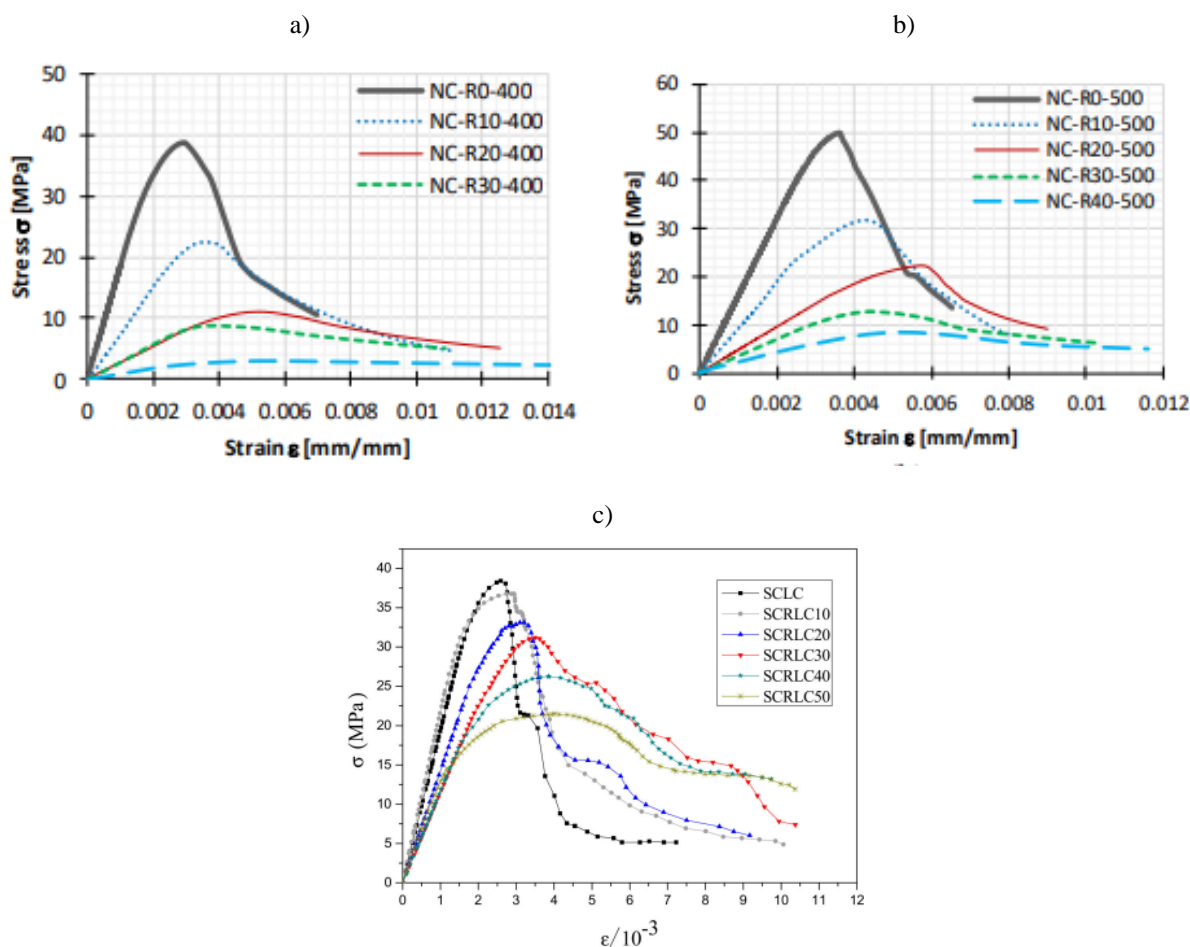 a)
b)
50
40
30
20
10
0
Stress σ [MPa]
NC-R0-400
NC-R10-400
NC-R20-400
NC-R30-400
0 0.002 0.004 0.006 0.008 0.01 0.012 0.014
Strain ε [mm/mm]
60
50
40
30
20
10
0
Stress σ [MPa]
NC-R0-500
NC-R10-500
NC-R20-500
NC-R30-500
NC-R40-500
0 0.002 0.004 0.006 0.008 0.01 0.012
Strain ε [mm/mm]
c)
40
35
30
25
20
15
10
5
0
σ (MPa)
SCLC
SCRLC10
SCRLC20
SCRLC30
SCRLC40
SCRLC50
0 1 2 3 4 5 6 7 8 9 10 11 12
ε/10⁻³